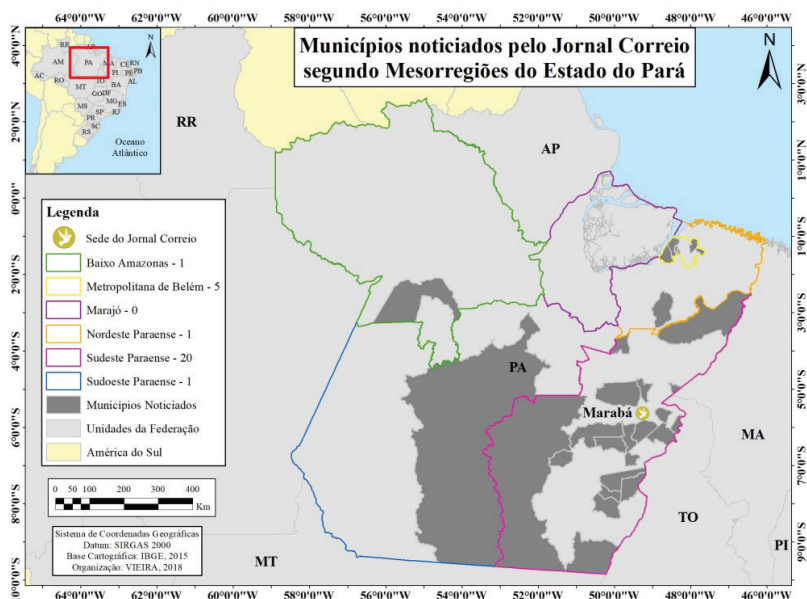 Municípios noticiados pelo Jornal Correio
segundo Mesorregiões do Estado do Pará
N
N
RR
AM
PA
MA
CE
RN
PI
PE
PB
AC
RO
TO
AL
MT
BA
GO
DF
MS
MG
ES
SP
RJ
PR
SC
RS
Oceano
Atlântico
RR
AP
PA
Marabá
MA
TO
PI
MT
Legenda
Sede do Jornal Correio
Baixo Amazonas - 1
Metropolitana de Belém - 5
Marajó - 0
Nordeste Paraense - 1
Sudeste Paraense - 20
Sudoeste Paraense - 1
Municípios Noticiados
Unidades da Federação
América do Sul
0 50 100 200 300 400
Km
Sistema de Coordenadas Geográficas
Datum: SIRGAS 2000
Base Cartográfica: IBGE, 2015
Organização: VIEIRA, 2018
4°0'0"N
2°0'0"N
0°0'0"
2°0'0"S
4°0'0"S
6°0'0"S
8°0'0"S
1°0'0"N
1°0'0"S
3°0'0"S
5°0'0"S
7°0'0"S
9°0'0"S
64°0'0"W 62°0'0"W 60°0'0"W 58°0'0"W 56°0'0"W 54°0'0"W 52°0'0"W 50°0'0"W 48°0'0"W 46°0'0"W